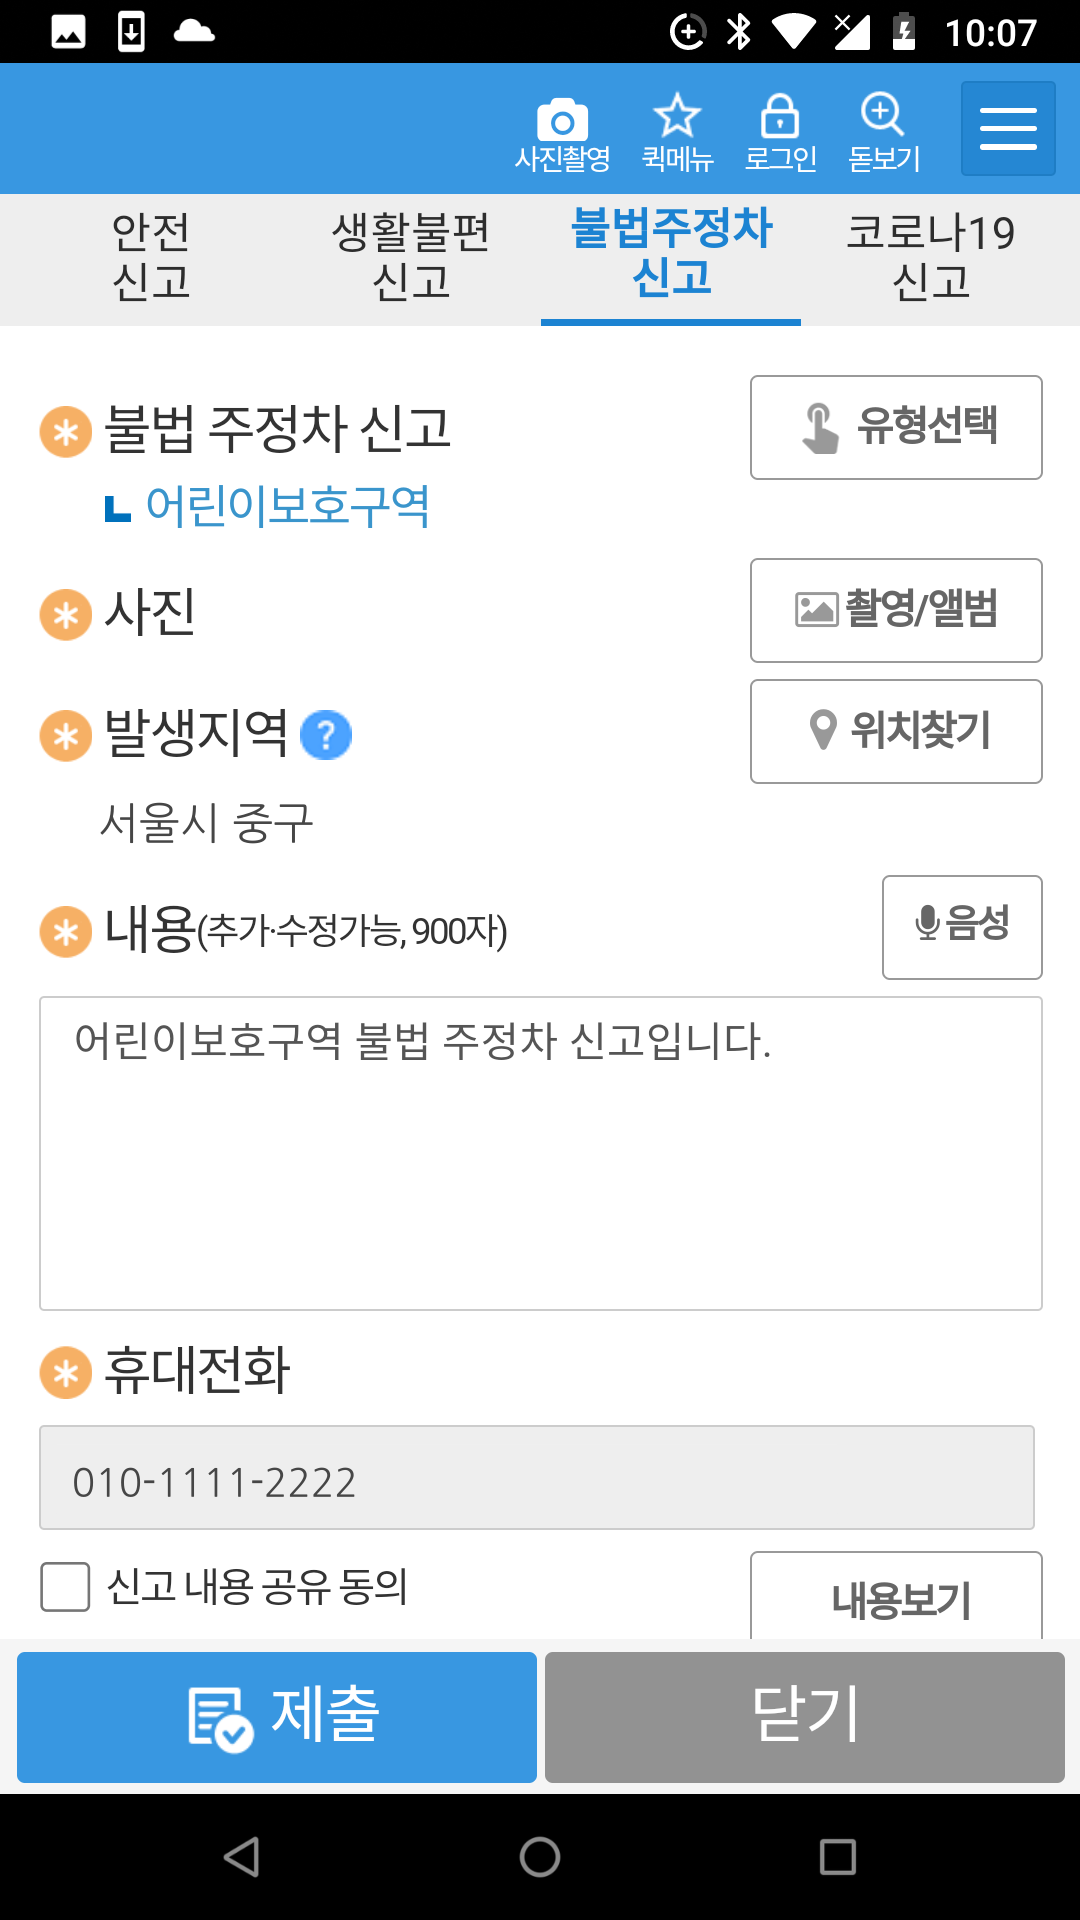 10:07
사진촬영 퀵메뉴 로그인 돋보기
안전
신고
생활불편
신고
불법주정차
신고
코로나19
신고
불법 주정차 신고 유형선택
어린이보호구역
사진 촬영/앨범
발생지역 ? 위치찾기
서울시 중구
내용(추가·수정가능, 900자) 음성
어린이보호구역 불법 주정차 신고입니다.
휴대전화
010-1111-2222
신고 내용 공유 동의 내용보기
제출 닫기